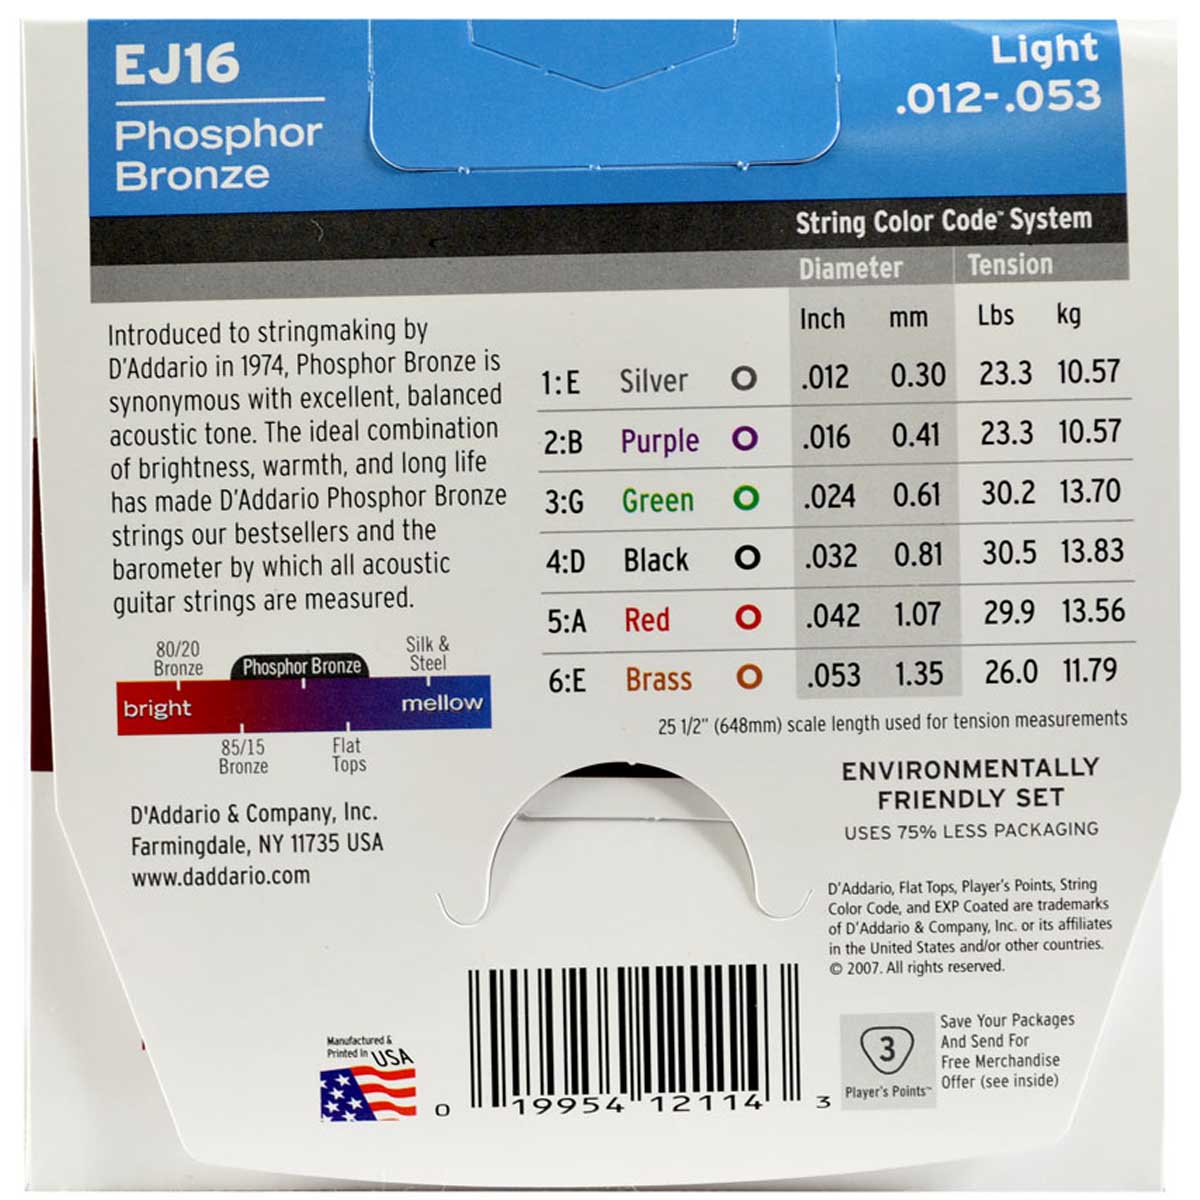 EJ16
Phosphor
Bronze
Light
.012-.053
String Color Code™ System
Diameter Tension
Inch mm Lbs kg
1:E Silver .012 0.30 23.3 10.57
2:B Purple .016 0.41 23.3 10.57
3:G Green .024 0.61 30.2 13.70
4:D Black .032 0.81 30.5 13.83
5:A Red .042 1.07 29.9 13.56
6:E Brass .053 1.35 26.0 11.79
25 1/2" (648mm) scale length used for tension measurements
Introduced to stringmaking by
D'Addario in 1974, Phosphor Bronze is
synonymous with excellent, balanced
acoustic tone. The ideal combination
of brightness, warmth, and long life
has made D'Addario Phosphor Bronze
strings our bestsellers and the
barometer by which all acoustic
guitar strings are measured.
80/20
Bronze
Phosphor Bronze
Silk &
Steel
bright mellow
85/15
Bronze
Flat
Tops
D'Addario & Company, Inc.
Farmingdale, NY 11735 USA
www.daddario.com
ENVIRONMENTALLY
FRIENDLY SET
USES 75% LESS PACKAGING
D'Addario, Flat Tops, Player's Points, String
Color Code, and EXP Coated are trademarks
of D'Addario & Company, Inc. or its affiliates
in the United States and/or other countries.
© 2007. All rights reserved.
Manufactured &
Printed in USA
0 19954 12114 3
3
Player's Points™
Save Your Packages
And Send For
Free Merchandise
Offer (see inside)